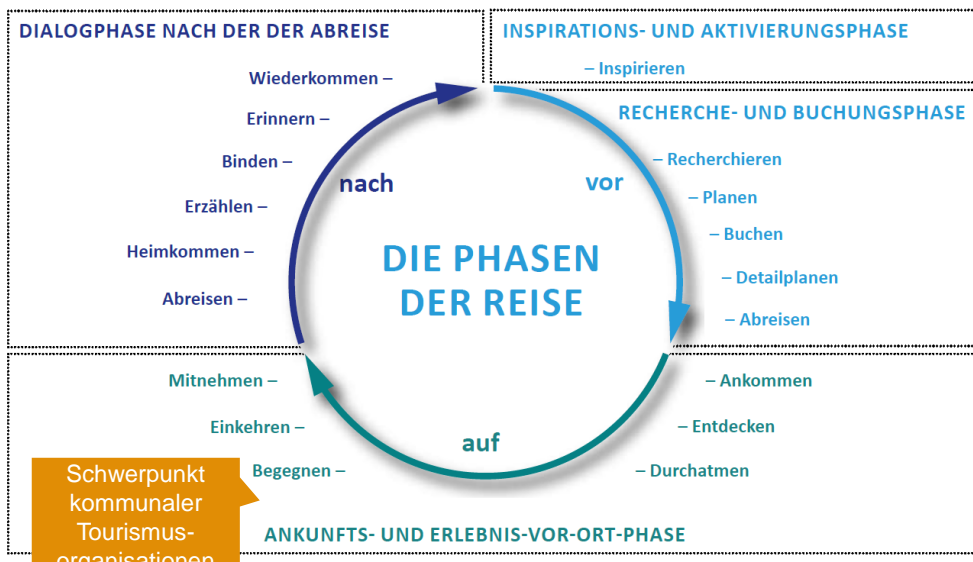 DIALOGPHASE NACH DER DER ABREISE
Wiederkommen –
Erinnern –
Binden –
Erzählen –
Heimkommen –
Abreisen –
nach
INSPIRATIONS- UND AKTIVIERUNGSPHASE
– Inspirieren
RECHERCHE- UND BUCHUNGSPHASE
– Recherchieren
– Planen
– Buchen
– Detailplanen
– Abreisen
vor
DIE PHASEN
DER REISE
Mitnehmen –
Einkehren –
Begegnen –
auf
– Ankommen
– Entdecken
– Durchatmen
Schwerpunkt
kommunaler
Tourismus-
organisationen
ANKUNFTS- UND ERLEBNIS-VOR-ORT-PHASE